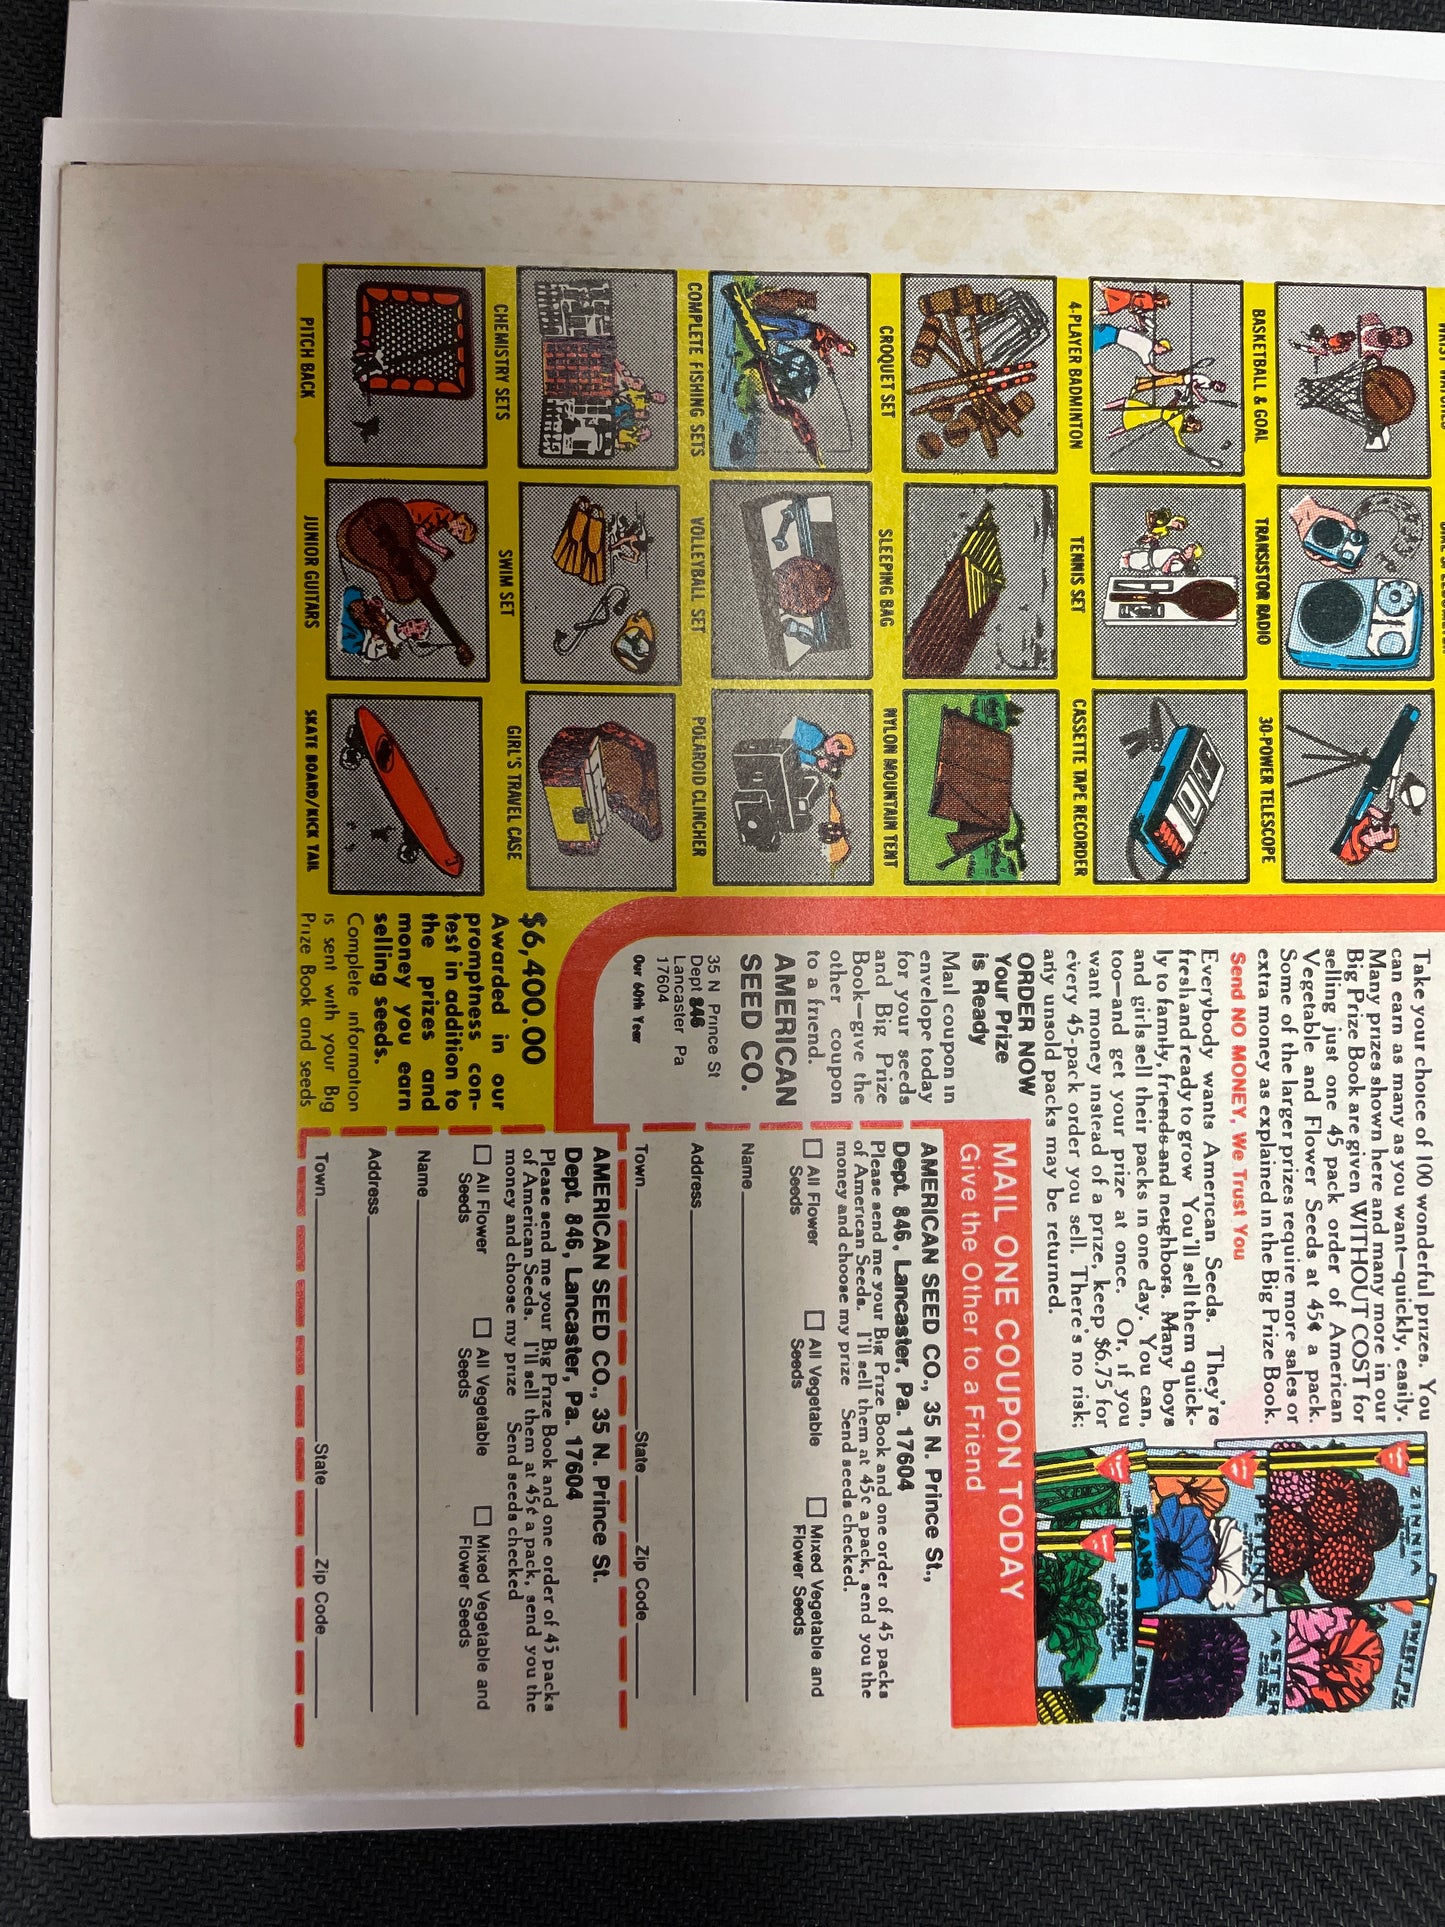 BASKETBALL & GOAL
TRANSISTOR RADIO
30-POWER TELESCOPE
4-PLAYER BADMINTON
TENNIS SET
CASSETTE TAPE RECORDER
CROQUET SET
SLEEPING BAG
NYLON MOUNTAIN TENT
COMPLETE FISHING SETS
VOLLEYBALL SET
POLAROID CLINCHER
CHEMISTRY SETS
SWIM SET
GIRL'S TRAVEL CASE
PITCH BACK
JUNIOR GUITARS
SKATE BOARD/KICK TAIL
Take your choice of 100 wonderful prizes. You
can earn as many as you want—quickly, easily.
Many prizes shown here and many more in our
Big Prize Book are given WITHOUT COST for
selling just one 45 pack order of American
Vegetable and Flower Seeds at 45¢ a pack.
Some of the larger prizes require more sales or
extra money as explained in the Big Prize Book.
Send NO MONEY, We Trust You
Everybody wants American Seeds. They're
fresh and ready to grow You'll sell them quick-
ly to family, friends and neighbors. Many boys
and girls sell their packs in one day. You can,
too—and get your prize at once. Or, if you
want money instead of a prize, keep $6.75 for
every 45-pack order you sell. There's no risk;
any unsold packs may be returned.
ZINNIA
PETUNIA
ASTER
BEANS
RADISH
SWEET
ORDER NOW
Your Prize
is Ready
Mail coupon in
envelope today
for your seeds
and Big Prize
Book—give the
other coupon
to a friend.
AMERICAN
SEED CO.
35 N Prince St
Dept 846
Lancaster Pa
17604
Our 60th Year
$6,400.00
Awarded in our
promptness con-
test in addition to
the prizes and
money you earn
selling seeds.
Complete information
is sent with your Big
Prize Book and seeds
MAIL ONE COUPON TODAY
Give the Other to a Friend
AMERICAN SEED CO., 35 N. Prince St.,
Dept. 846, Lancaster, Pa. 17604
Please send me your Big Prize Book and one order of 45 packs
of American Seeds. I'll sell them at 45¢ a pack, send you the
money and choose my prize Send seeds checked.
All Flower Seeds
All Vegetable Seeds
Mixed Vegetable and Flower Seeds
Name
Address
Town State Zip Code
AMERICAN SEED CO., 35 N. Prince St.
Dept. 846, Lancaster, Pa. 17604
Please send me your Big Prize Book and one order of 45 packs
of American Seeds. I'll sell them at 45¢ a pack, send you the
money and choose my prize Send seeds checked
All Flower Seeds
All Vegetable Seeds
Mixed Vegetable and Flower Seeds
Name
Address
Town State Zip Code